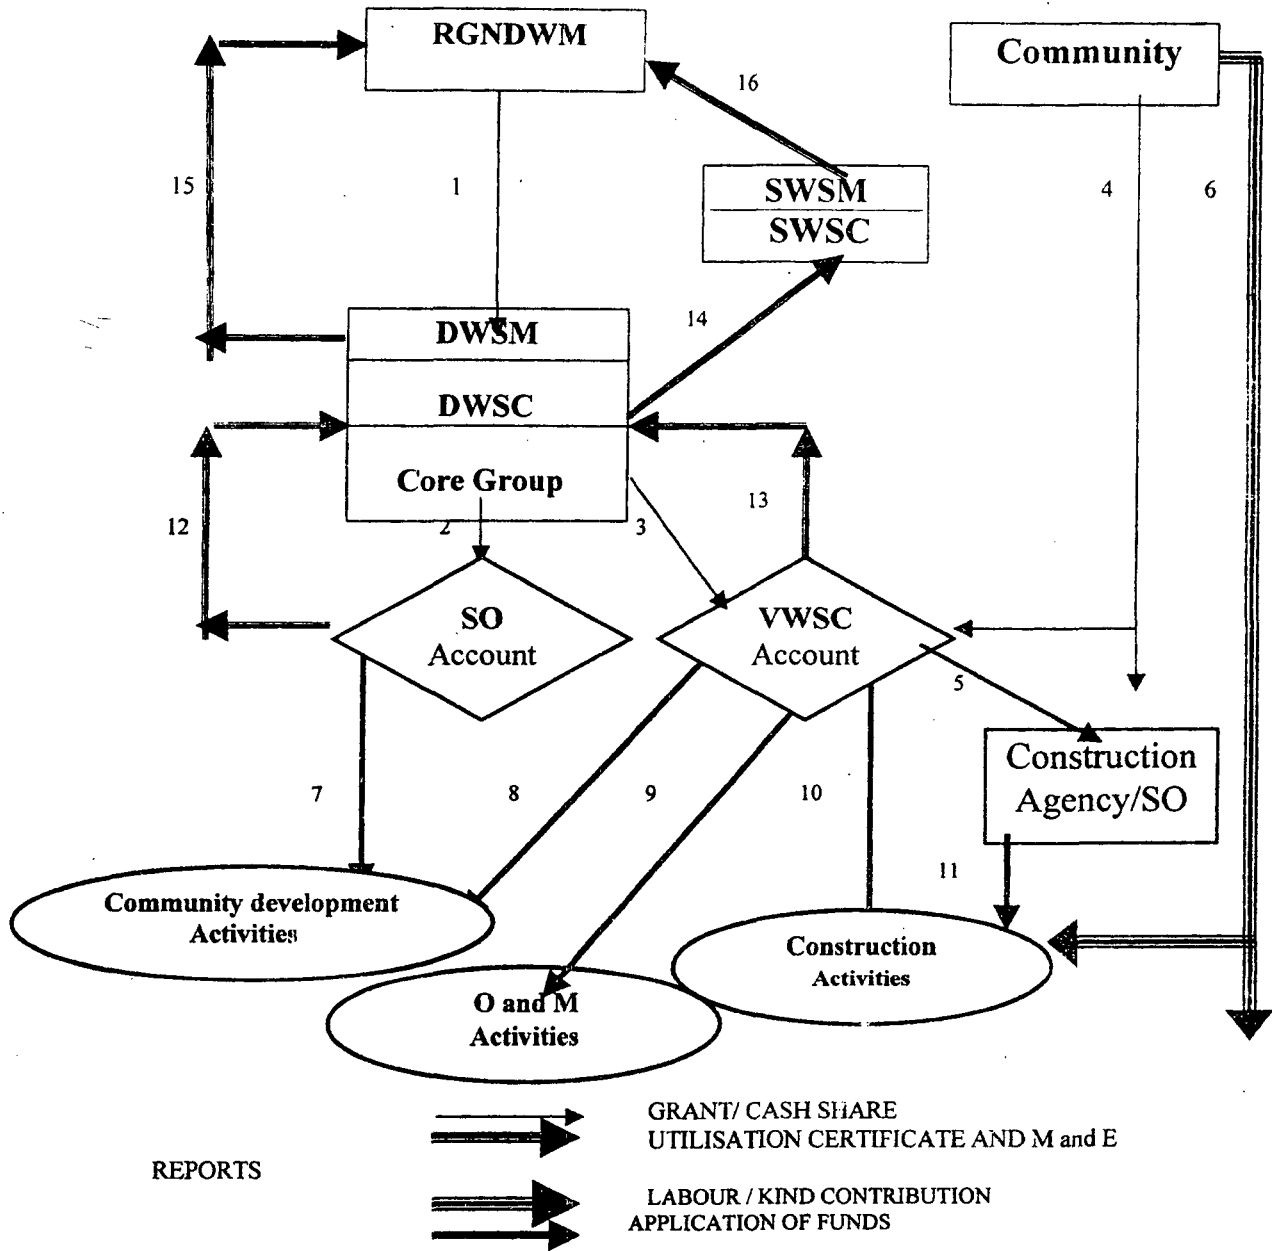 RGNDWM
Community
16
15
1
SWSM
4
6
SWSC
14
DWSM
DWSC
Core Group
13
12
2
3
SO
Account
VWSC
Account
5
Construction
Agency/SO
7
8
9
10
11
Community development
Activities
Construction
Activities
O and M
Activities
GRANT/ CASH SHARE
UTILISATION CERTIFICATE AND M and E
REPORTS
LABOUR / KIND CONTRIBUTION
APPLICATION OF FUNDS